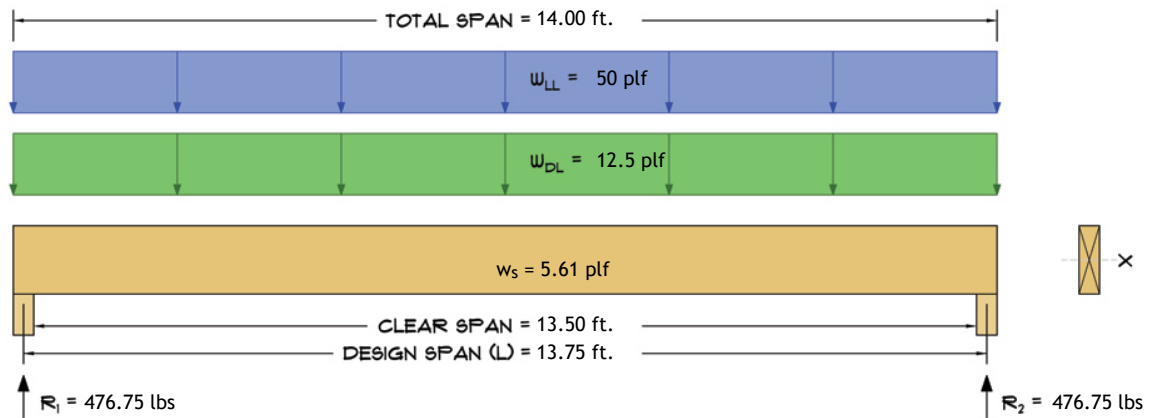 TOTAL SPAN = 14.00 ft.
WLL = 50 plf
WDL = 12.5 plf
ws = 5.61 plf
X
CLEAR SPAN = 13.50 ft.
DESIGN SPAN (L) = 13.75 ft.
R1 = 476.75 lbs
R2 = 476.75 lbs